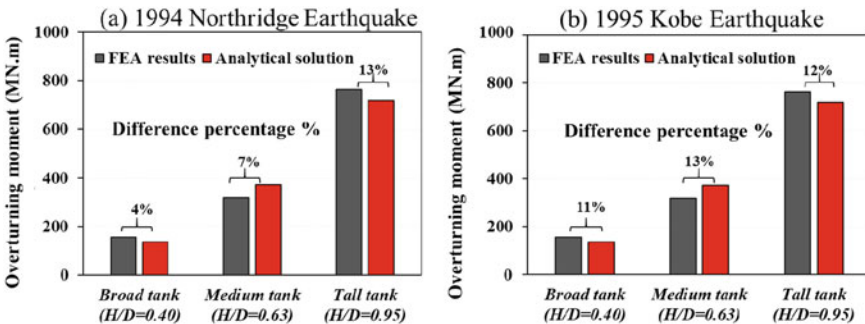 (a) 1994 Northridge Earthquake
1000
800
600
400
200
0
Overturning moment (MN.m)
FEA results Analytical solution
13%
Difference percentage %
7%
4%
Broad tank Medium tank Tall tank
(H/D=0.40) (H/D=0.63) (H/D=0.95)
(b) 1995 Kobe Earthquake
1000
800
600
400
200
0
Overturning moment (MN.m)
FEA results Analytical solution
12%
Difference percentage %
13%
11%
Broad tank Medium tank Tall tank
(H/D=0.40) (H/D=0.63) (H/D=0.95)